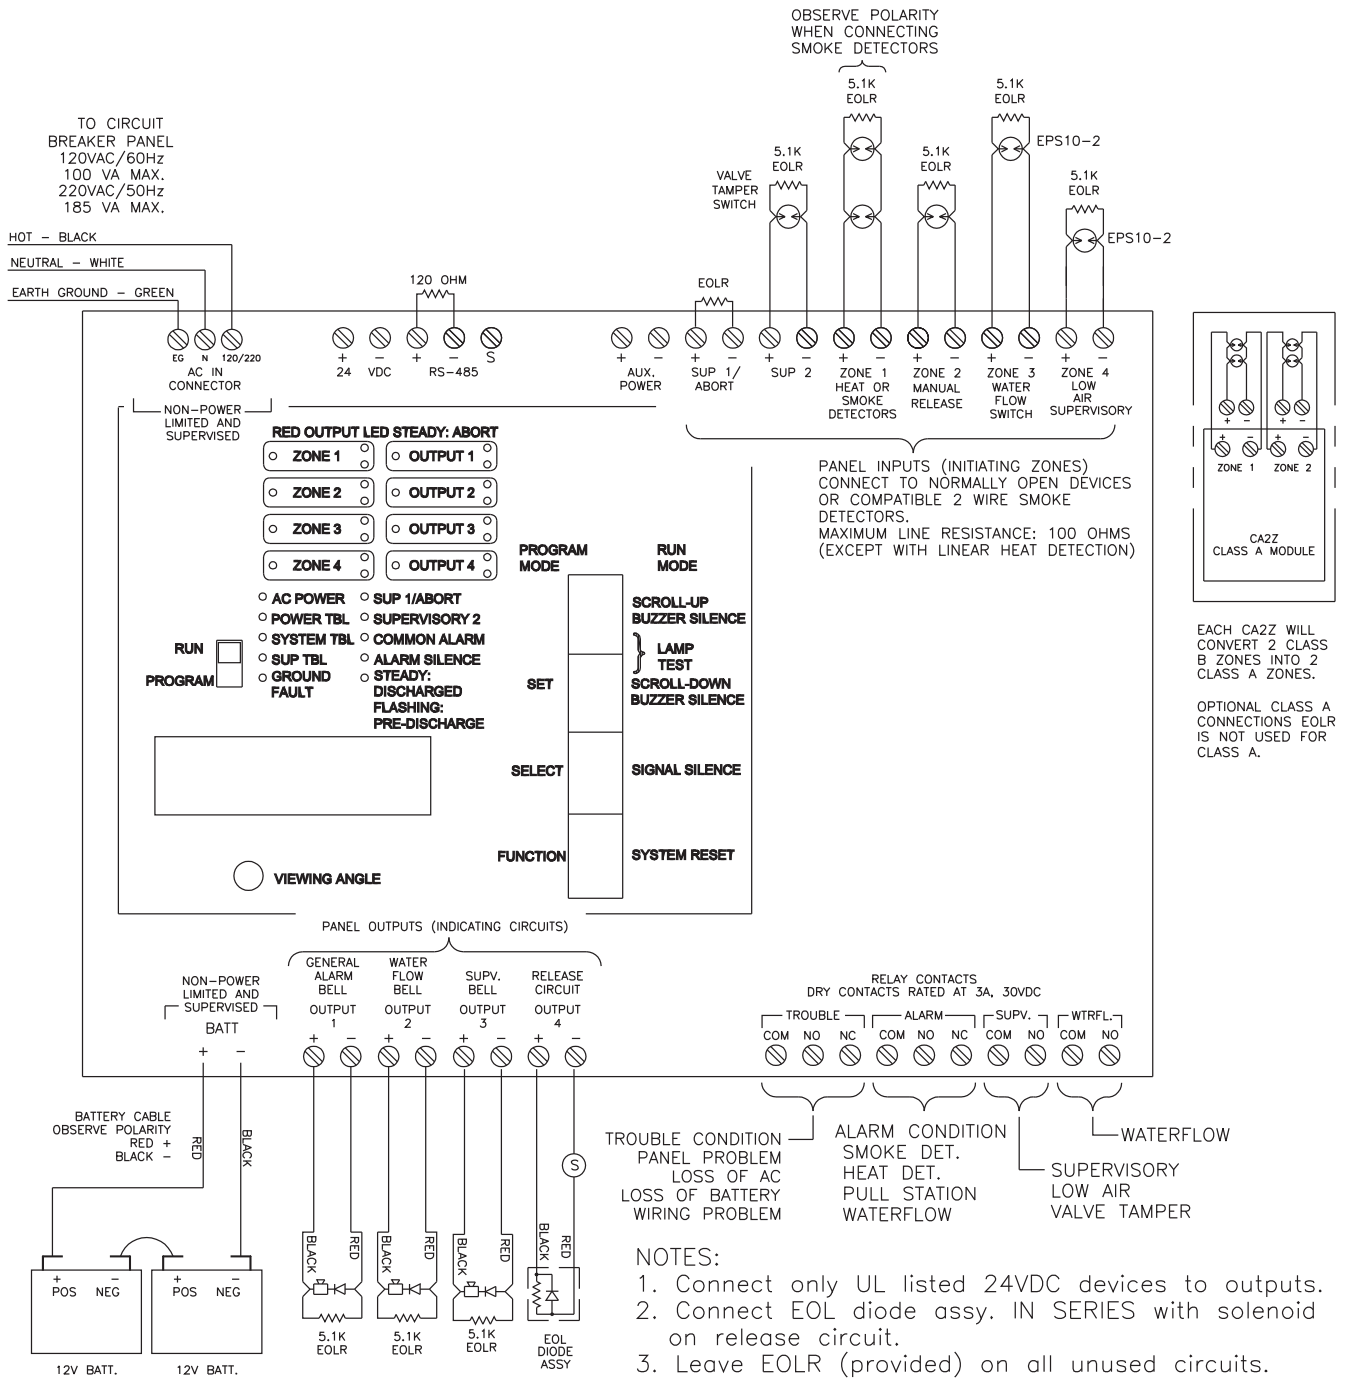 OBSERVE POLARITY
WHEN CONNECTING
SMOKE DETECTORS
5.1K
EOLR
5.1K
EOLR
EPS10-2
TO CIRCUIT
BREAKER PANEL
120VAC/60Hz
100 VA MAX.
220VAC/50Hz
185 VA MAX.
5.1K
EOLR
5.1K
EOLR
VALVE
TAMPER
SWITCH
5.1K
EOLR
EPS10-2
HOT - BLACK
NEUTRAL - WHITE
EARTH GROUND - GREEN
120 OHM
EOLR
EG N 120/220
AC IN
CONNECTOR
+ -
24 VDC
+ - S
RS-485
+ -
AUX.
POWER
+ -
SUP 1/
ABORT
+ -
SUP 2
+ -
ZONE 1
HEAT OR
SMOKE
DETECTORS
+ -
ZONE 2
MANUAL
RELEASE
+ -
ZONE 3
WATER
FLOW
SWITCH
+ -
ZONE 4
LOW
AIR
SUPERVISORY
NON-POWER
LIMITED AND
SUPERVISED
RED OUTPUT LED STEADY: ABORT
ZONE 1 OUTPUT 1
ZONE 2 OUTPUT 2
ZONE 3 OUTPUT 3
ZONE 4 OUTPUT 4
AC POWER SUP 1/ABORT
POWER TBL SUPERVISORY 2
SYSTEM TBL COMMON ALARM
SUP TBL ALARM SILENCE
GROUND
FAULT
STEADY:
DISCHARGED
FLASHING:
PRE-DISCHARGE
RUN
PROGRAM
PROGRAM
MODE
RUN
MODE
SCROLL-UP
BUZZER SILENCE
LAMP
TEST
SET
SCROLL-DOWN
BUZZER SILENCE
SELECT SIGNAL SILENCE
FUNCTION SYSTEM RESET
VIEWING ANGLE
PANEL INPUTS (INITIATING ZONES)
CONNECT TO NORMALLY OPEN DEVICES
OR COMPATIBLE 2 WIRE SMOKE
DETECTORS.
MAXIMUM LINE RESISTANCE: 100 OHMS
(EXCEPT WITH LINEAR HEAT DETECTION)
+ - + -
+ - + -
ZONE 1 ZONE 2
CA2Z
CLASS A MODULE
EACH CA2Z WILL
CONVERT 2 CLASS
B ZONES INTO 2
CLASS A ZONES.
OPTIONAL CLASS A
CONNECTIONS EOLR
IS NOT USED FOR
CLASS A.
PANEL OUTPUTS (INDICATING CIRCUITS)
NON-POWER
LIMITED AND
SUPERVISED
BATT
+ -
GENERAL
ALARM
BELL
OUTPUT
1
+ -
WATER
FLOW
BELL
OUTPUT
2
+ -
SUPV.
BELL
OUTPUT
3
+ -
RELEASE
CIRCUIT
OUTPUT
4
+ -
RELAY CONTACTS
DRY CONTACTS RATED AT 3A, 30VDC
TROUBLE ALARM SUPV. WTRFL.
COM NO NC COM NO NC COM NO COM NO
BATTERY CABLE
OBSERVE POLARITY
RED +
BLACK -
RED
BLACK
S
TROUBLE CONDITION
PANEL PROBLEM
LOSS OF AC
LOSS OF BATTERY
WIRING PROBLEM
ALARM CONDITION
SMOKE DET.
HEAT DET.
PULL STATION
WATERFLOW
SUPERVISORY
LOW AIR
VALVE TAMPER
WATERFLOW
BLACK RED BLACK RED BLACK RED BLACK RED
+ - + -
POS NEG POS NEG
12V BATT. 12V BATT.
5.1K
EOLR
5.1K
EOLR
5.1K
EOLR
EOL
DIODE
ASSY
NOTES:
1. Connect only UL listed 24VDC devices to outputs.
2. Connect EOL diode assy. IN SERIES with solenoid
on release circuit.
3. Leave EOLR (provided) on all unused circuits.